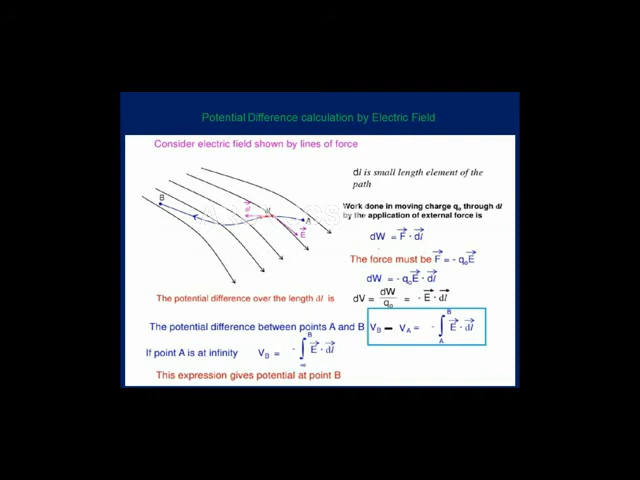 Potential Difference calculation by Electric Field
Consider electric field shown by lines of force
dl is small length element of the
path
B
dl
A
F
E
Work done in moving charge q₀ through dl
by the application of external force is
dW = F⃗ · dl⃗
The force must be F⃗ = - q₀E⃗
dW = - q₀E⃗ · dl⃗
The potential difference over the length dl is dV = dW/q₀ = - E⃗ · dl⃗
The potential difference between points A and B V_B - V_A = - ∫_A^B E⃗ · dl⃗
If point A is at infinity V_B = - ∫_∞^B E⃗ · dl⃗
This expression gives potential at point B